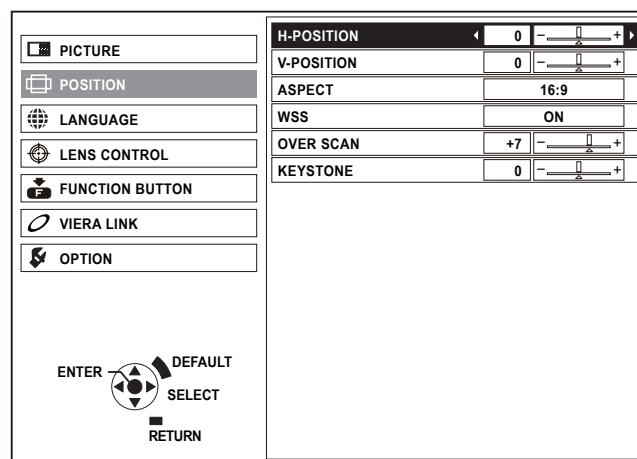 PICTURE
POSITION
LANGUAGE
LENS CONTROL
F FUNCTION BUTTON
VIERA LINK
OPTION
ENTER
DEFAULT
SELECT
RETURN
H-POSITION 0 − +
V-POSITION 0 − +
ASPECT 16:9
WSS ON
OVER SCAN +7 − +
KEYSTONE 0 − +